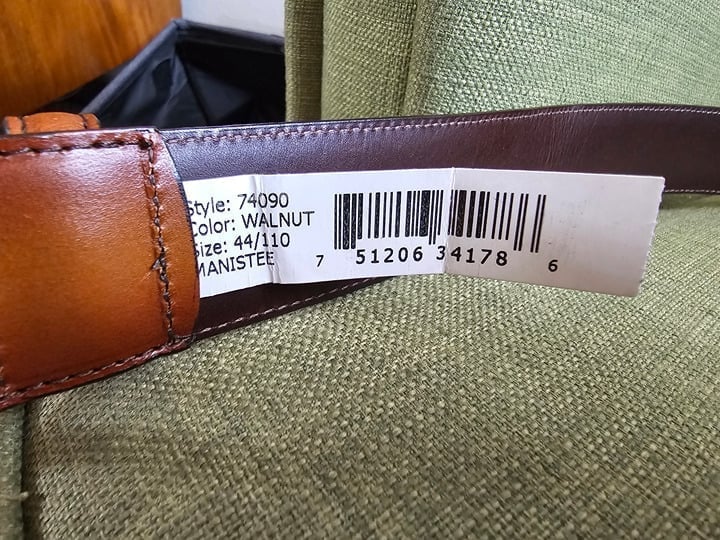 Style: 74090
Color: WALNUT
Size: 44/110
MANISTEE
7 51206 34178 6